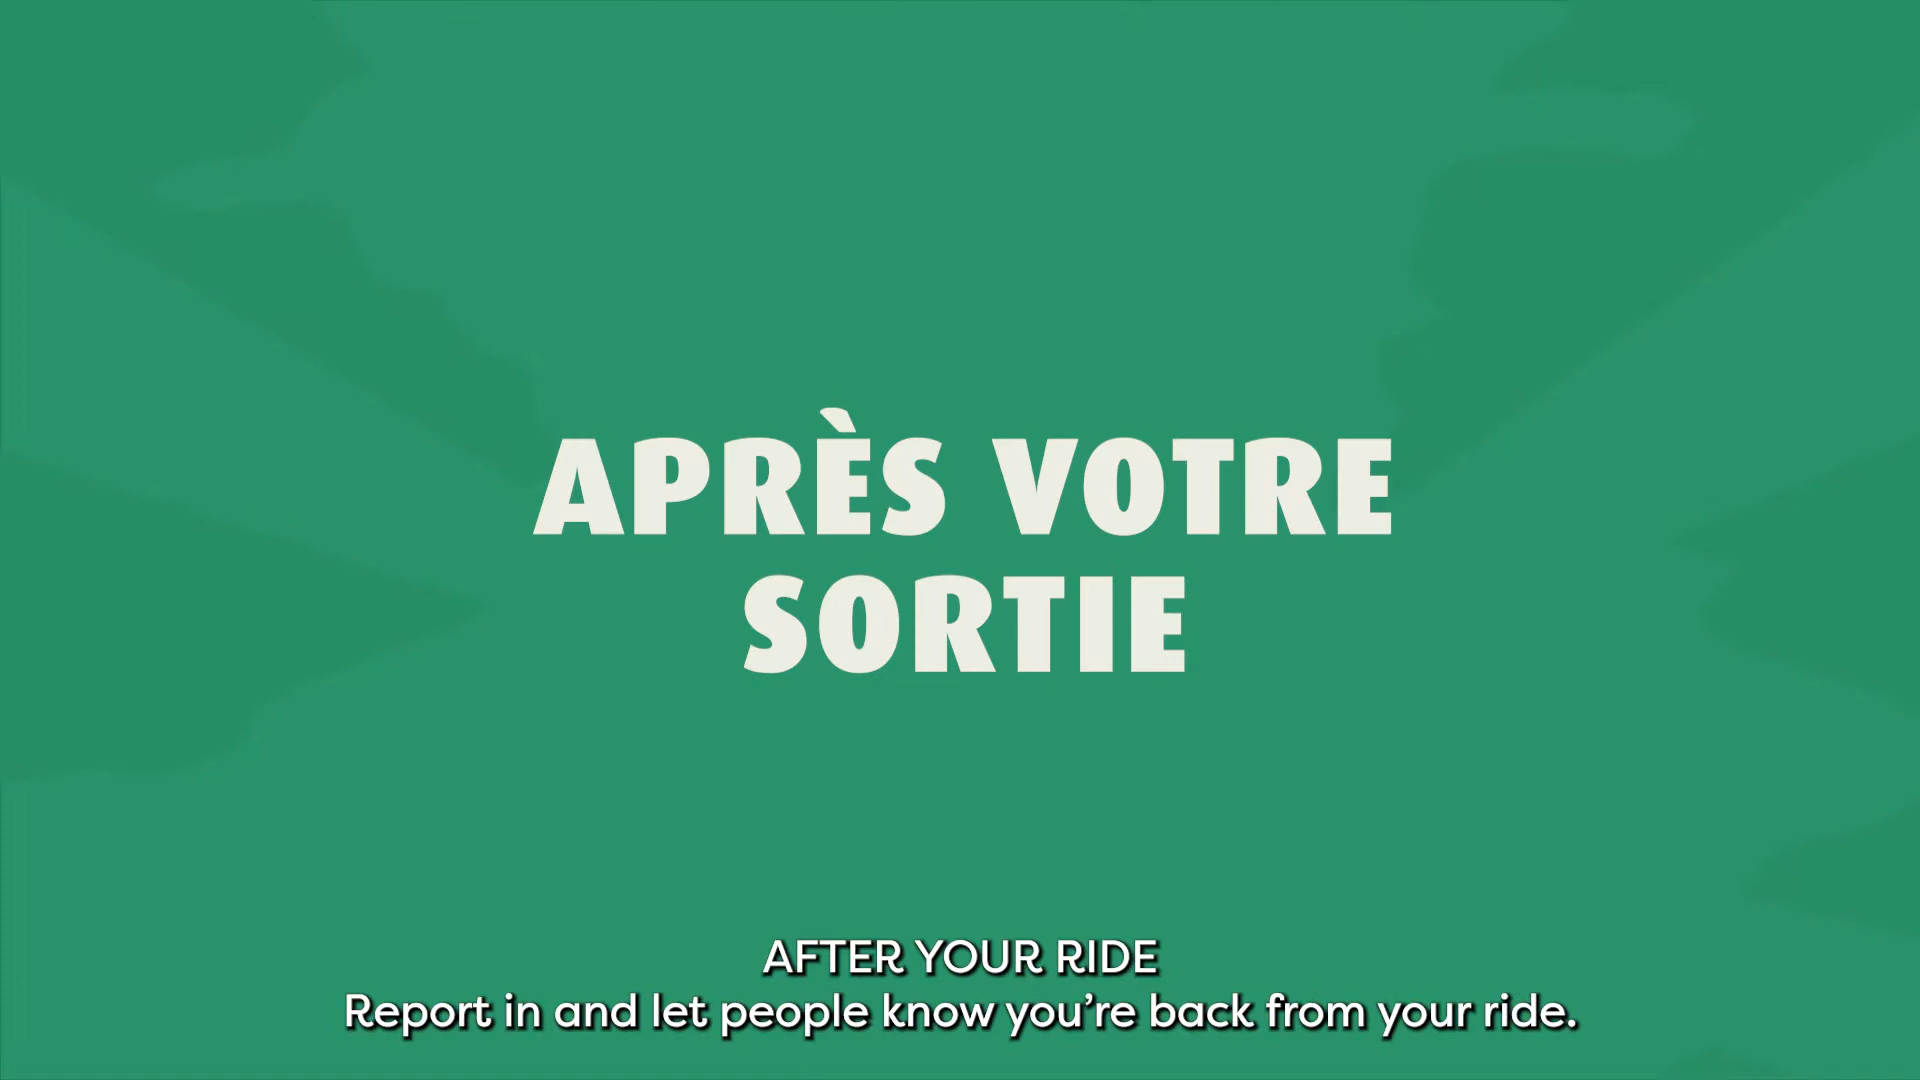 APRÈS VOTRE
SORTIE
AFTER YOUR RIDE
Report in and let people know you're back from your ride.